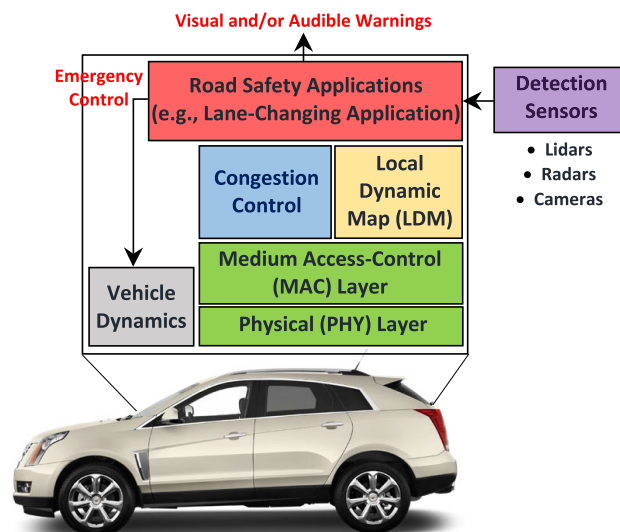 Visual and/or Audible Warnings
Emergency
Control
Road Safety Applications
(e.g., Lane-Changing Application)
Detection
Sensors
• Lidars
• Radars
• Cameras
Congestion
Control
Local
Dynamic
Map (LDM)
Medium Access-Control
(MAC) Layer
Vehicle
Dynamics
Physical (PHY) Layer